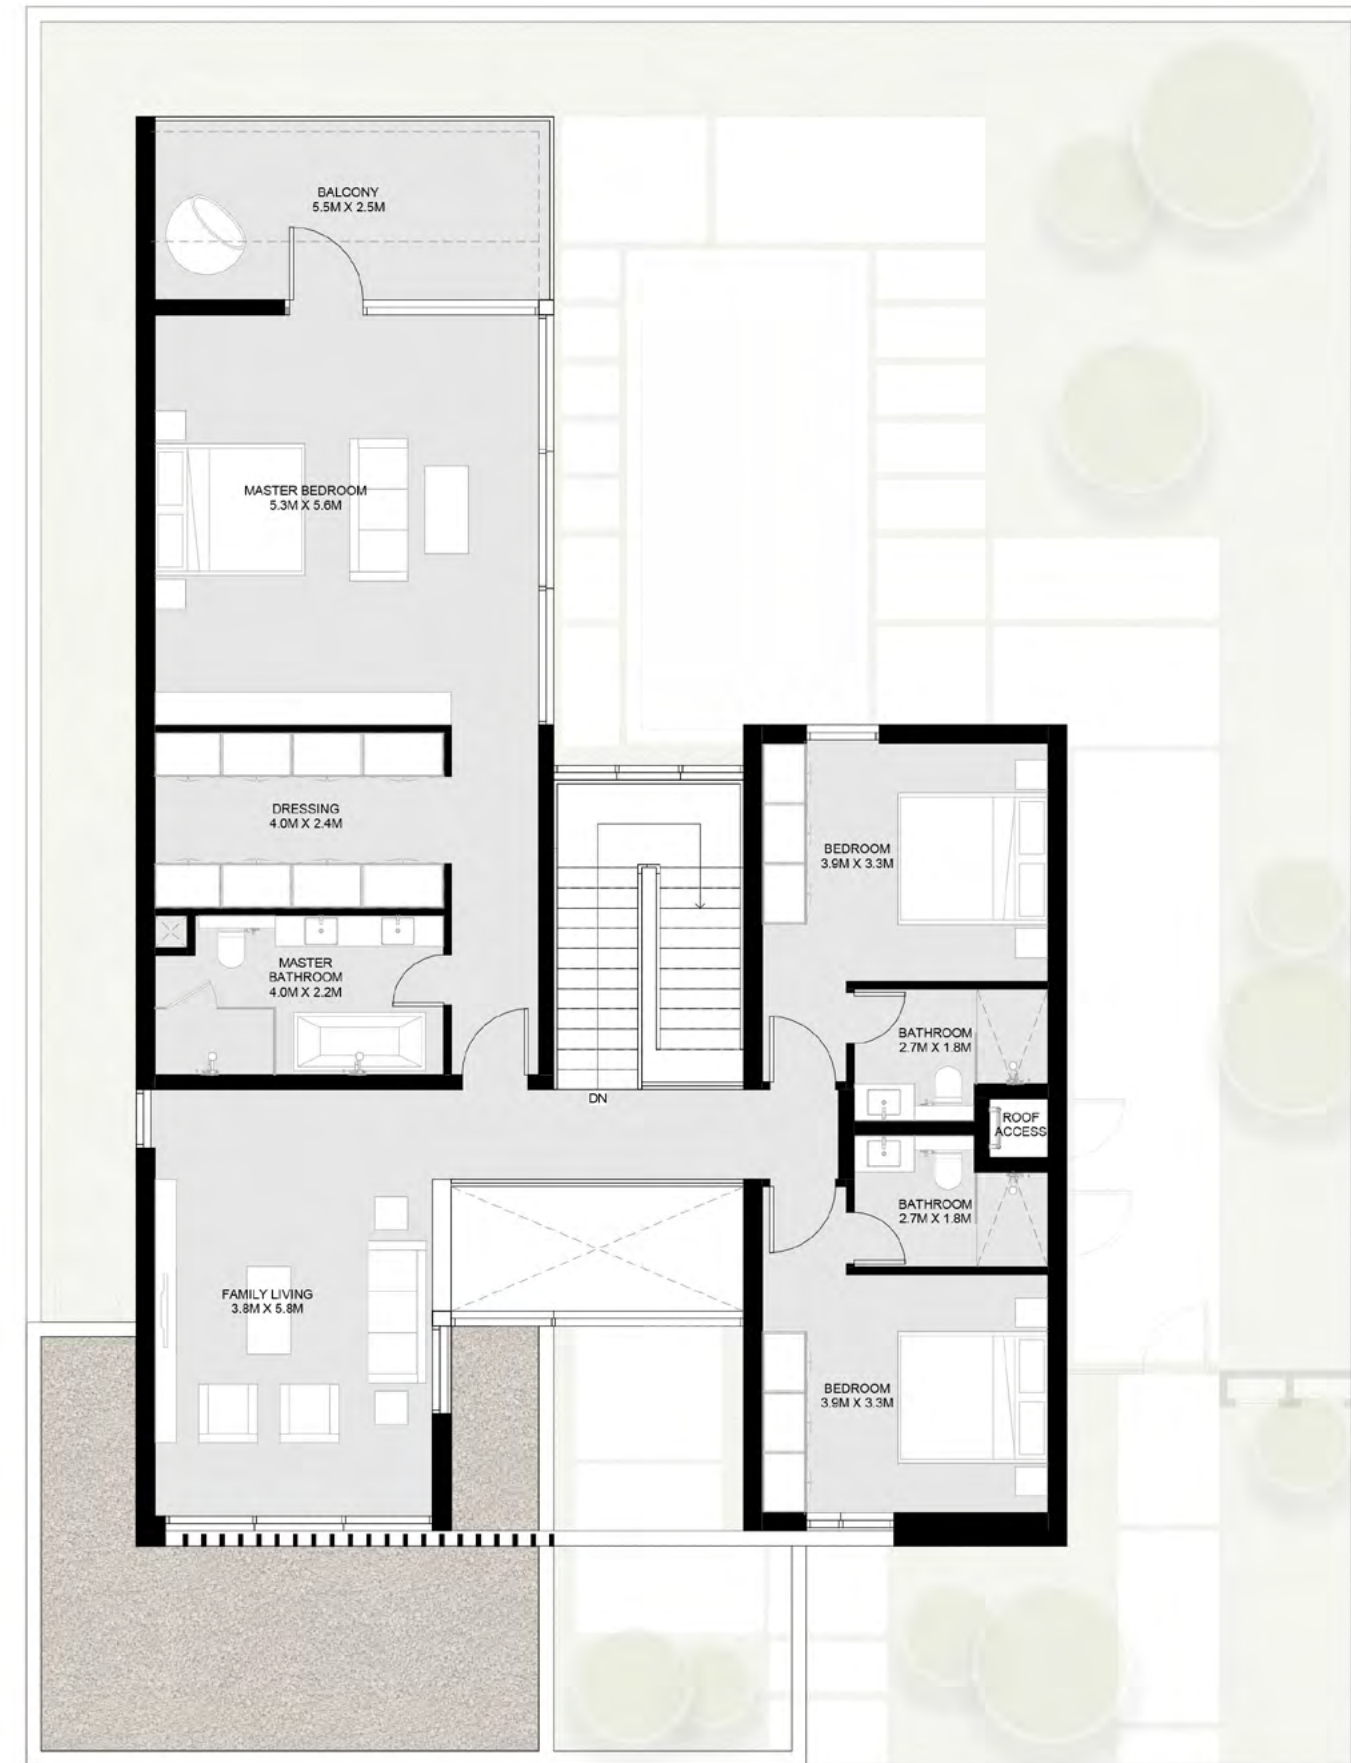 BALCONY
5.5M X 2.5M
MASTER BEDROOM
5.3M X 5.6M
DRESSING
4.0M X 2.4M
BEDROOM
3.9M X 3.3M
MASTER
BATHROOM
4.0M X 2.2M
BATHROOM
2.7M X 1.8M
DN
ROOF
ACCESS
BATHROOM
2.7M X 1.8M
FAMILY LIVING
3.8M X 5.8M
BEDROOM
3.9M X 3.3M